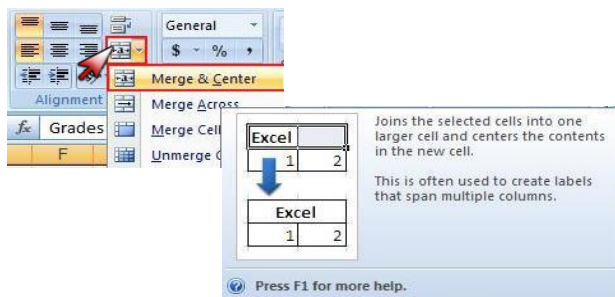 General
$ % ,
Merge & Center
Alignment
Merge Across
fx Grades
Merge Cell
F
Unmerge C
Joins the selected cells into one
larger cell and centers the contents
in the new cell.
This is often used to create labels
that span multiple columns.
Excel
1 2
Excel
1 2
Press F1 for more help.